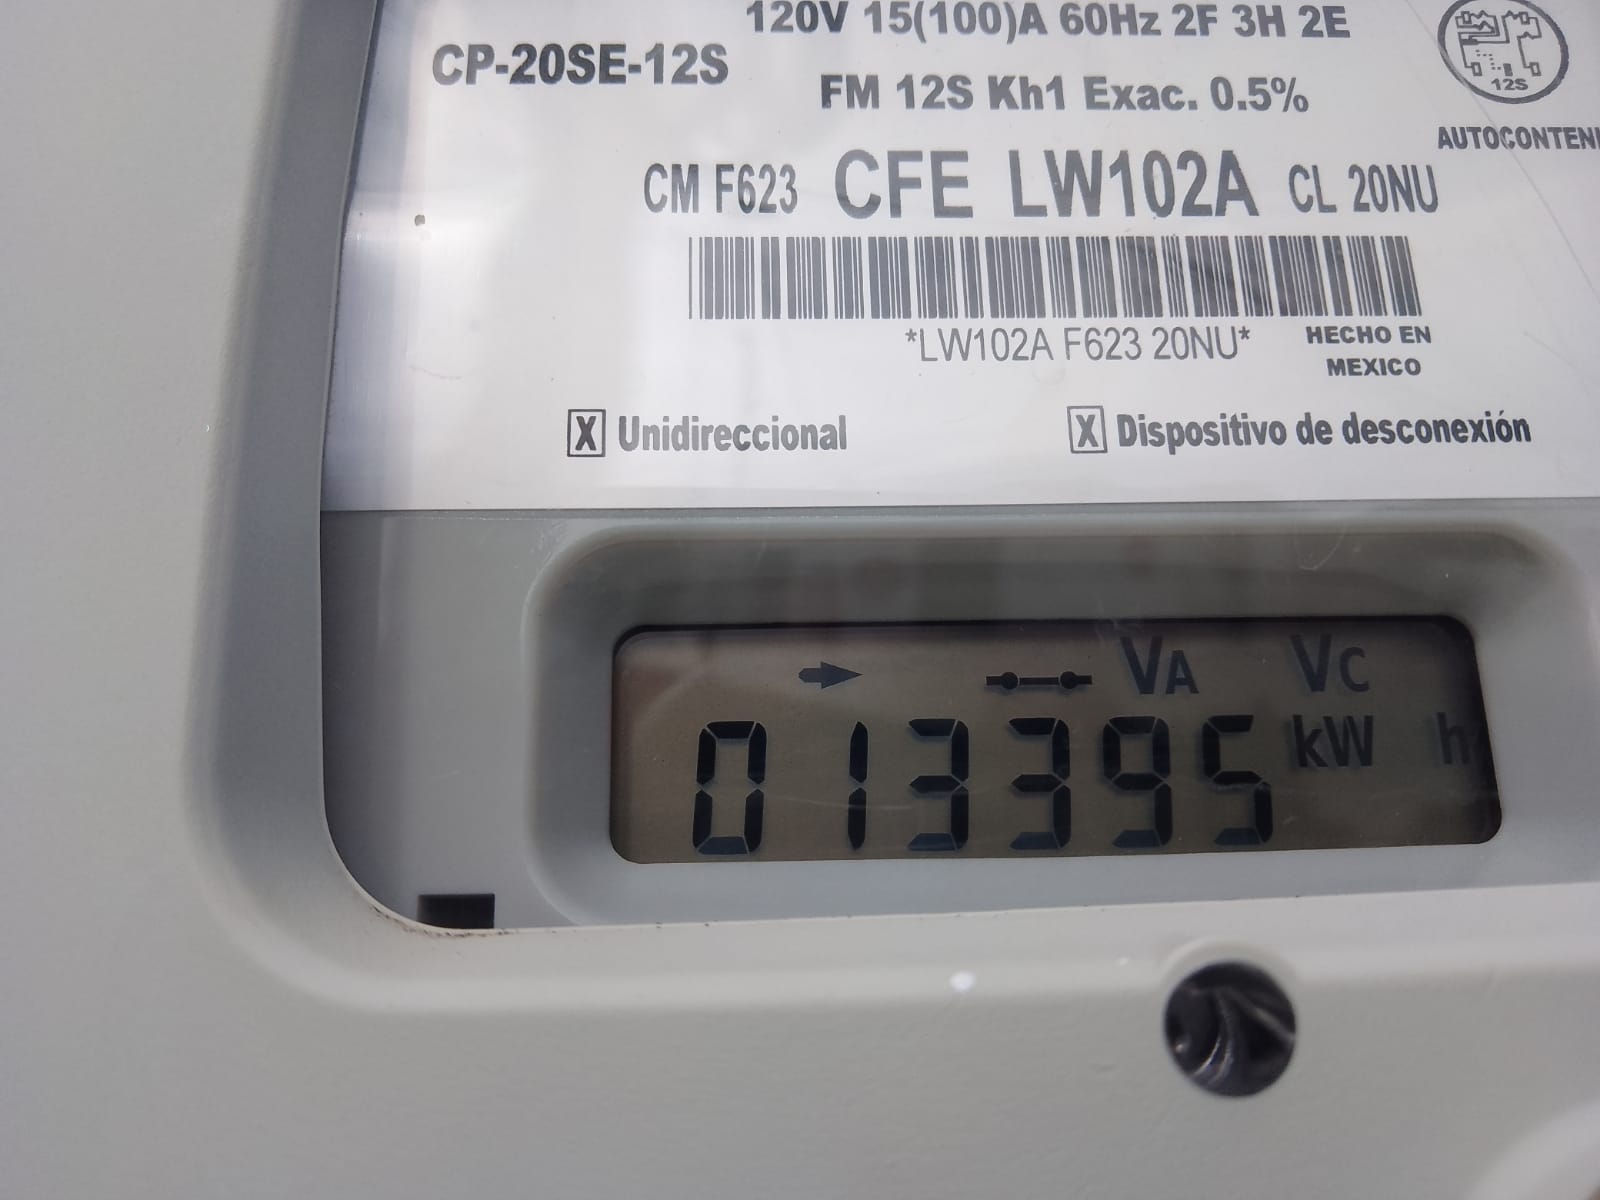 120V 15(100)A 60Hz 2F 3H 2E
CP-20SE-12S
FM 12S Kh1 Exac. 0.5%
12S
AUTOCONTENI
CM F623 CFE LW102A CL 20NU
*LW102A F623 20NU*
HECHO EN
MEXICO
X Unidireccional
X Dispositivo de desconexión
VA VC
013395 kW h